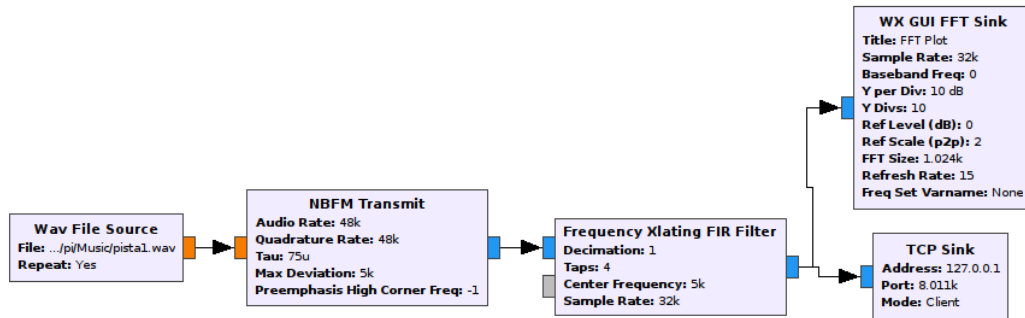 Wav File Source
File: .../pi/Music/pista1.wav
Repeat: Yes
NBFM Transmit
Audio Rate: 48k
Quadrature Rate: 48k
Tau: 75u
Max Deviation: 5k
Preemphasis High Corner Freq: -1
Frequency Xlating FIR Filter
Decimation: 1
Taps: 4
Center Frequency: 5k
Sample Rate: 32k
WX GUI FFT Sink
Title: FFT Plot
Sample Rate: 32k
Baseband Freq: 0
Y per Div: 10 dB
Y Divs: 10
Ref Level (dB): 0
Ref Scale (p2p): 2
FFT Size: 1.024k
Refresh Rate: 15
Freq Set Varname: None
TCP Sink
Address: 127.0.0.1
Port: 8.011k
Mode: Client